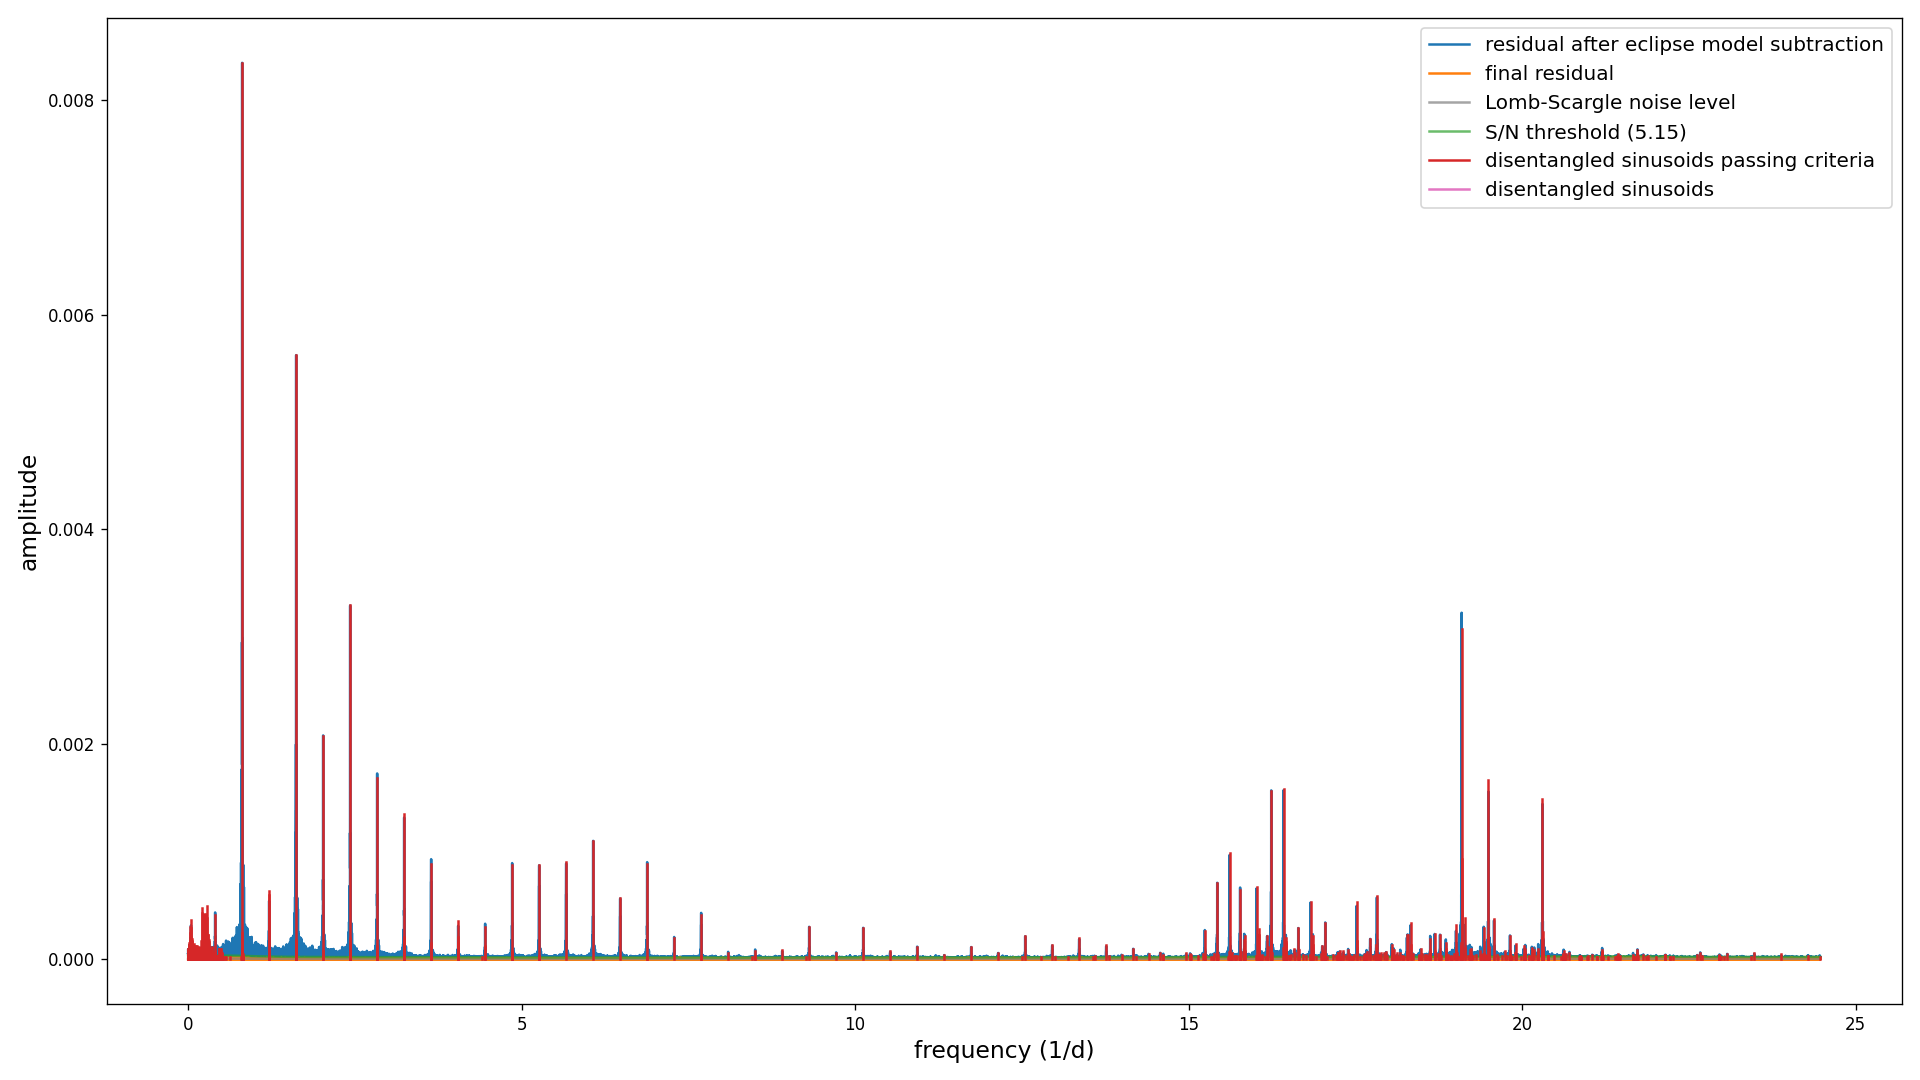 residual after eclipse model subtraction
final residual
Lomb-Scargle noise level
S/N threshold (5.15)
disentangled sinusoids passing criteria
disentangled sinusoids
0.008
0.006
0.004
0.002
0.000
amplitude
0 5 10 15 20 25
frequency (1/d)